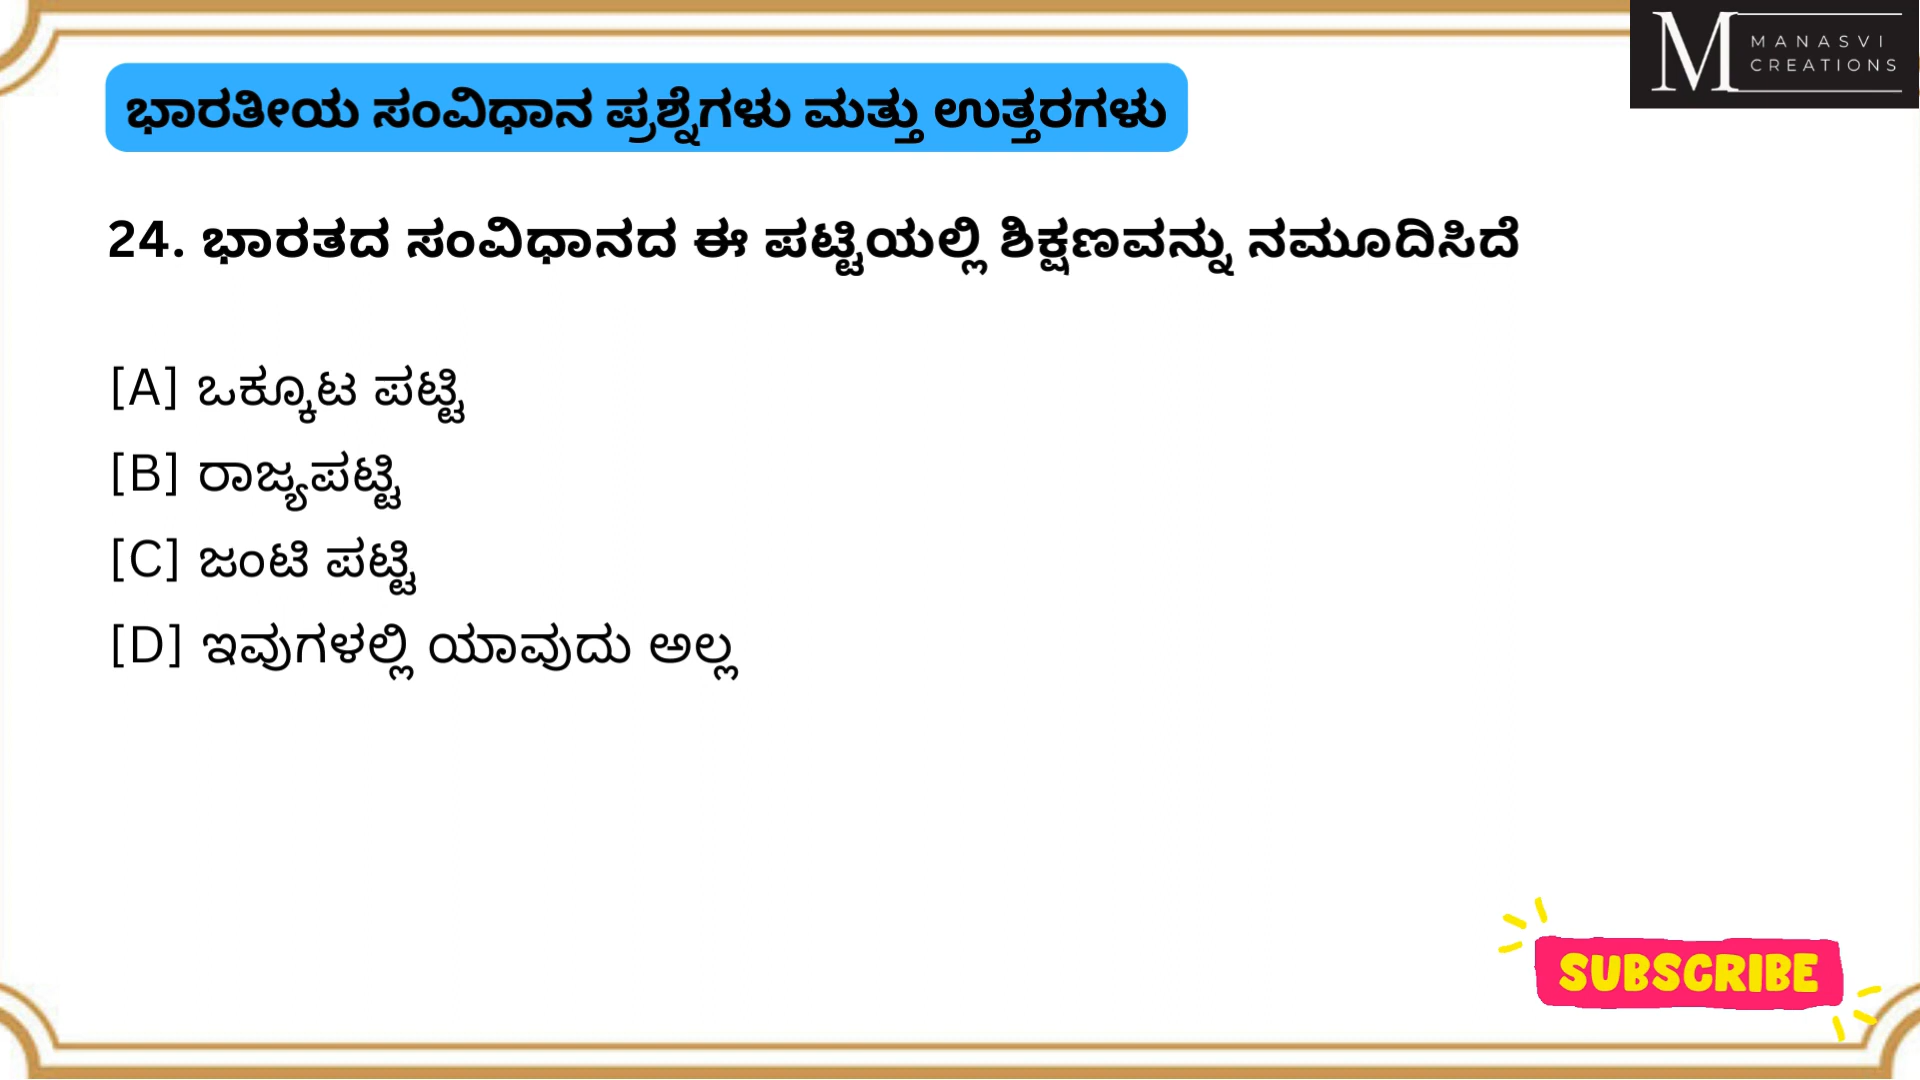 M MANASVI
CREATIONS
ಭಾರತೀಯ ಸಂವಿಧಾನ ಪ್ರಶ್ನೆಗಳು ಮತ್ತು ಉತ್ತರಗಳು
24. ಭಾರತದ ಸಂವಿಧಾನದ ಈ ಪಟ್ಟಿಯಲ್ಲಿ ಶಿಕ್ಷಣವನ್ನು ನಮೂದಿಸಿದೆ
[A] ಒಕ್ಕೂಟ ಪಟ್ಟಿ
[B] ರಾಜ್ಯಪಟ್ಟಿ
[C] ಜಂಟಿ ಪಟ್ಟಿ
[D] ಇವುಗಳಲ್ಲಿ ಯಾವುದು ಅಲ್ಲ
SUBSCRIBE